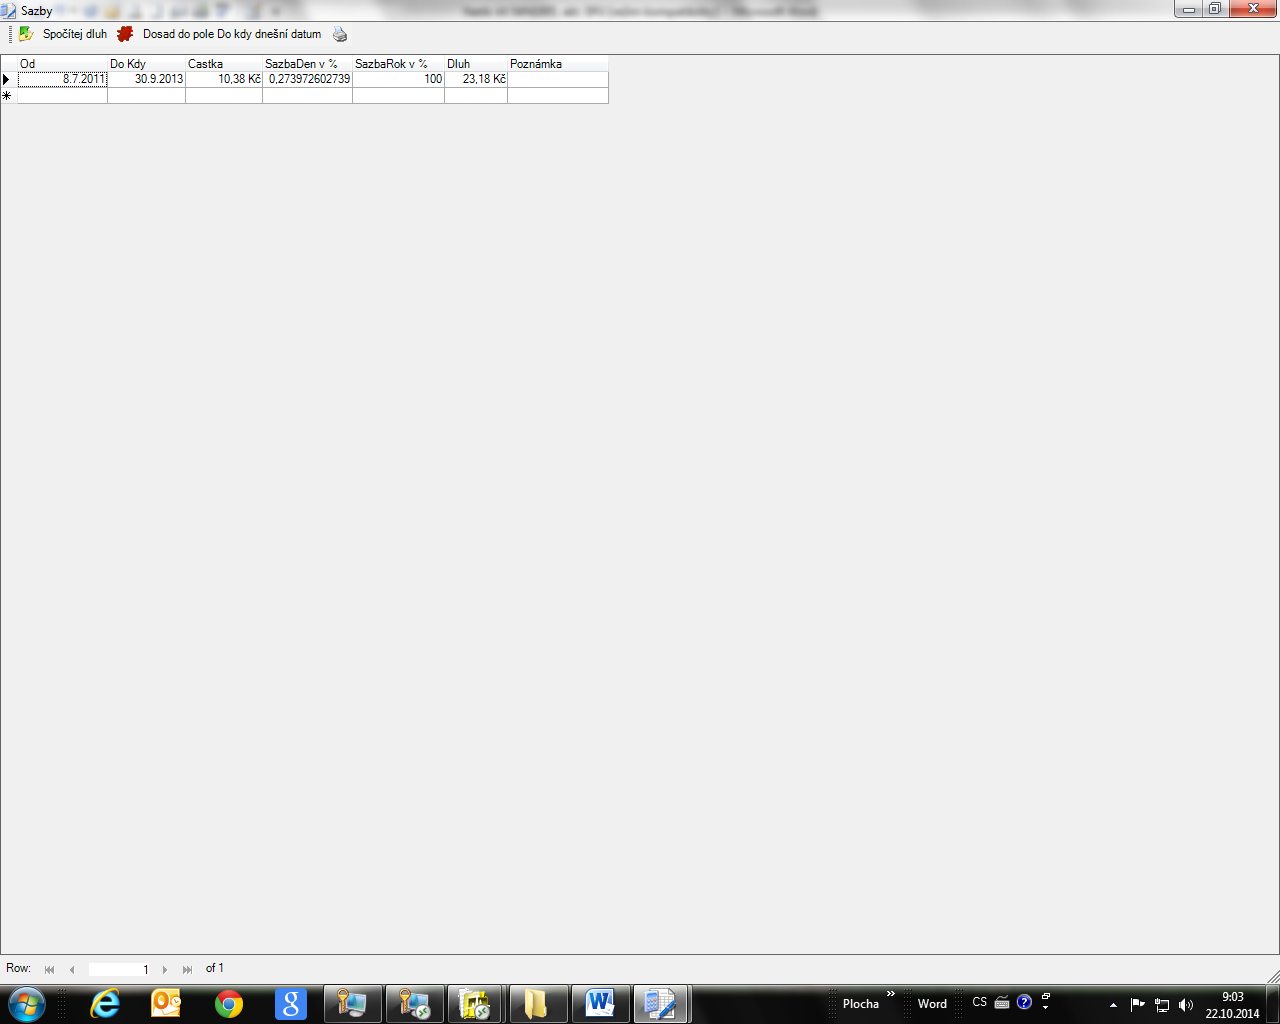 Sazby
Spočítej dluh Dosad do pole Do kdy dnešní datum
Od Do Kdy Castka SazbaDen v % SazbaRok v % Dluh Poznámka
8.7.2011 30.9.2013 10,38 Kč 0,273972602739 100 23,18 Kč
Row: 1 of 1
Plocha » Word CS 9:03
22.10.2014